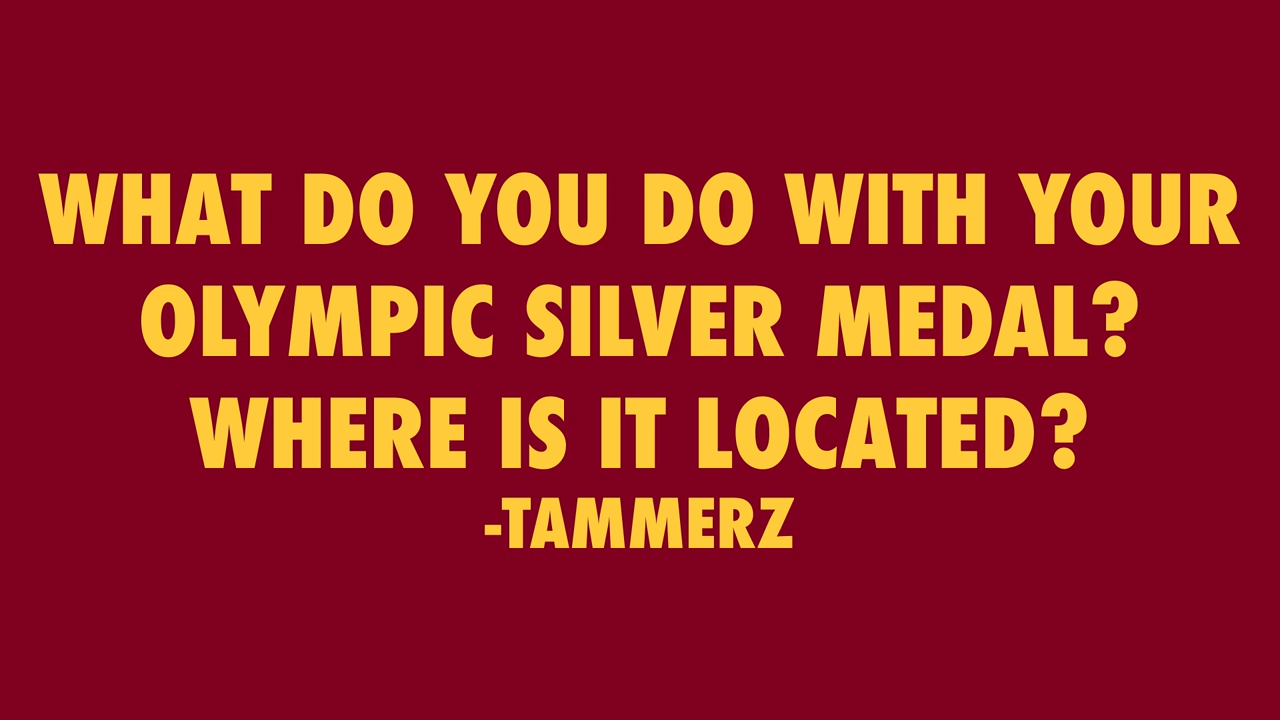 WHAT DO YOU DO WITH YOUR
OLYMPIC SILVER MEDAL?
WHERE IS IT LOCATED?
-TAMMERZ